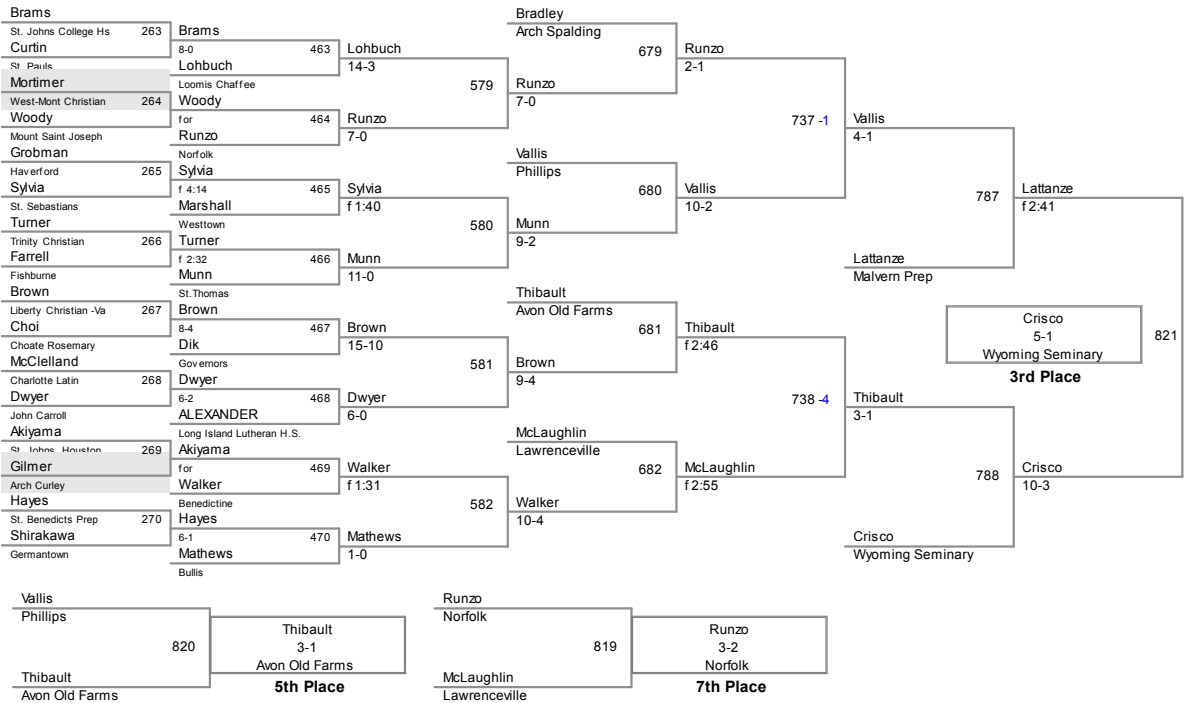 Brams
St. Johns College Hs 263
Curtin
St. Pauls
Mortimer
West-Mont Christian 264
Woody
Mount Saint Joseph
Grobman
Haverford 265
Sylvia
St. Sebastians
Turner
Trinity Christian 266
Farrell
Fishburne
Brown
Liberty Christian -Va 267
Choi
Choate Rosemary
McClelland
Charlotte Latin 268
Dwyer
John Carroll
Akiyama
St. Johns, Houston 269
Gilmer
Arch Curley
Hayes
St. Benedicts Prep 270
Shirakawa
Germantown
Brams
8-0 463
Lohbuch
Loomis Chaffee
Woody
for 464
Runzo
Norfolk
Sylvia
f 4:14 465
Marshall
Westtown
Turner
f 2:32 466
Munn
St.Thomas
Brown
8-4 467
Dik
Governors
Dwyer
6-2 468
ALEXANDER
Long Island Lutheran H.S.
Akiyama
for 469
Walker
Benedictine
Hayes
6-1 470
Mathews
Bullis
Lohbuch
14-3
579
Runzo
7-0
Sylvia
f 1:40
580
Munn
11-0
Brown
15-10
581
Dwyer
6-0
Walker
f 1:31
582
Mathews
1-0
Bradley
Arch Spalding
679
Runzo
7-0
Vallis
Phillips
680
Munn
9-2
Thibault
Avon Old Farms
681
Brown
9-4
McLaughlin
Lawrenceville
682
Walker
10-4
Runzo
2-1
737 -1
Vallis
10-2
Thibault
f 2:46
738 -4
McLaughlin
f 2:55
Vallis
4-1
787
Lattanze
Malvern Prep
Thibault
3-1
788
Crisco
Wyoming Seminary
Lattanze
f 2:41
821
Crisco
10-3
Crisco
5-1
Wyoming Seminary
3rd Place
Vallis
Phillips
820
Thibault
Avon Old Farms
Thibault
3-1
Avon Old Farms
5th Place
Runzo
Norfolk
819
McLaughlin
Lawrenceville
Runzo
3-2
Norfolk
7th Place